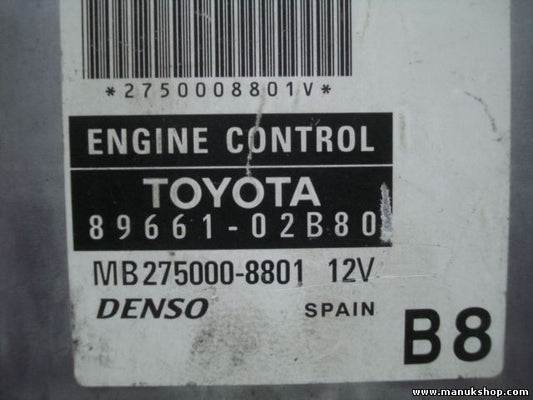 *2750008801V*
ENGINE CONTROL
TOYOTA
89661-02B80
MB275000-8801 12V
DENSO SPAIN
B8
www.manukshop.com